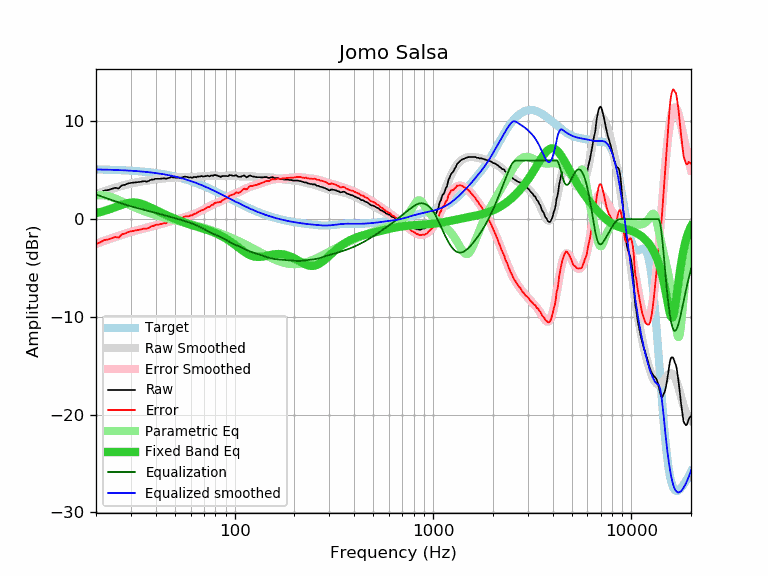 Jomo Salsa
Amplitude (dBr)
10
0
−10
−20
−30
Target
Raw Smoothed
Error Smoothed
Raw
Error
Parametric Eq
Fixed Band Eq
Equalization
Equalized smoothed
100
1000
10000
Frequency (Hz)